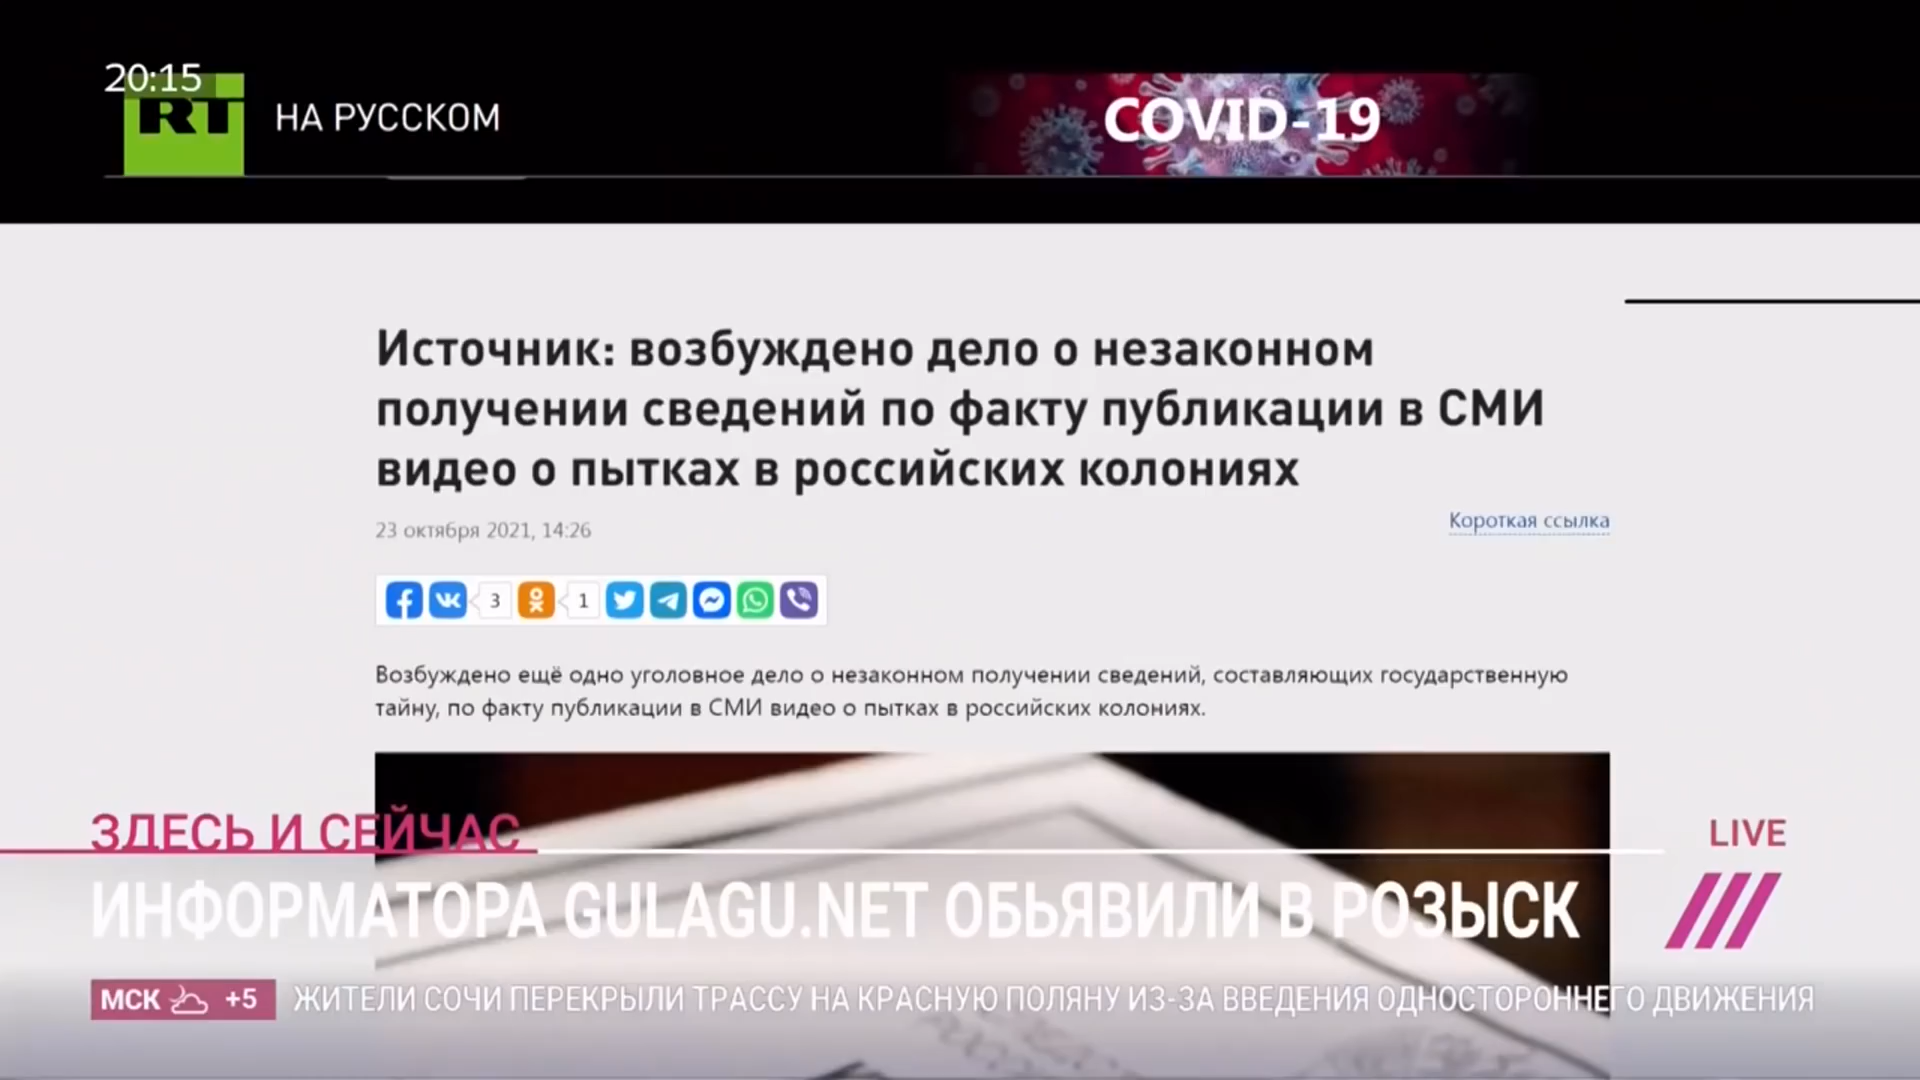 20:15
RT НА РУССКОМ
COVID-19
Источник: возбуждено дело о незаконном
получении сведений по факту публикации в СМИ
видео о пытках в российских колониях
23 октября 2021, 14:26
Короткая ссылка
3 1
Возбуждено ещё одно уголовное дело о незаконном получении сведений, составляющих государственную
тайну, по факту публикации в СМИ видео о пытках в российских колониях.
ЗДЕСЬ И СЕЙЧАС
LIVE
ИНФОРМАТОРА GULAGU.NET ОБЬЯВИЛИ В РОЗЫСК
МСК +5 ЖИТЕЛИ СОЧИ ПЕРЕКРЫЛИ ТРАССУ НА КРАСНУЮ ПОЛЯНУ ИЗ-ЗА ВВЕДЕНИЯ ОДНОСТОРОННЕГО ДВИЖЕНИЯ